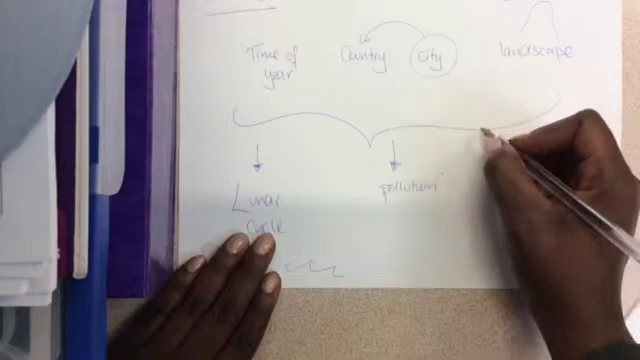 Time of
year
Country
city
landscape
Lunar
cycle
pollution